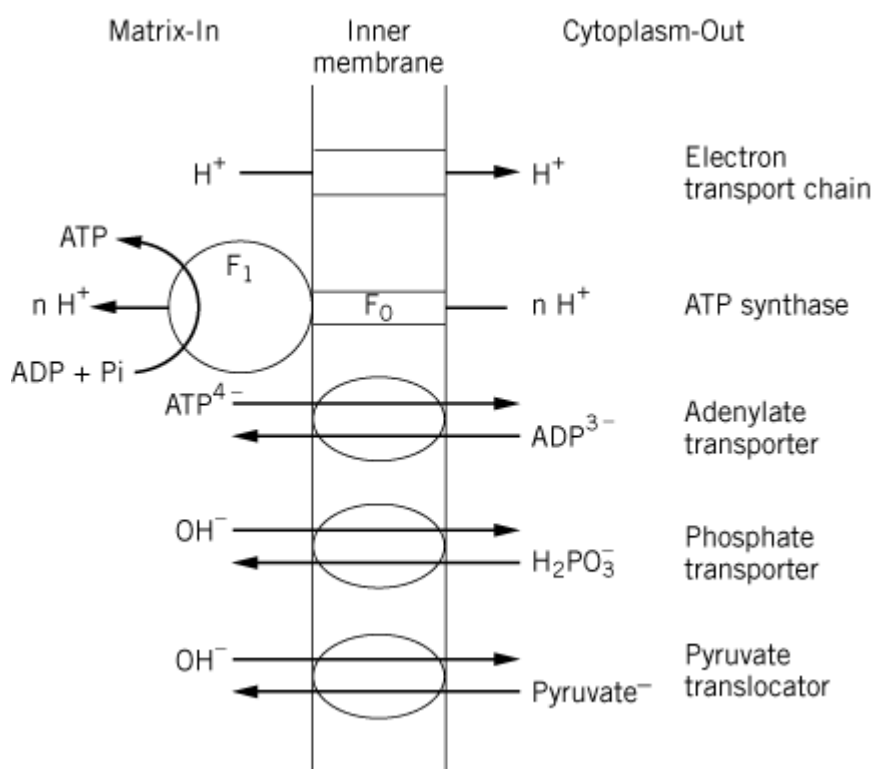 Matrix-In
Inner
membrane
Cytoplasm-Out
H⁺
H⁺
Electron
transport chain
ATP
F₁
n H⁺
F₀
n H⁺
ATP synthase
ADP + Pi
ATP⁴⁻
ADP³⁻
Adenylate
transporter
OH⁻
H₂PO₃⁻
Phosphate
transporter
OH⁻
Pyruvate⁻
Pyruvate
translocator